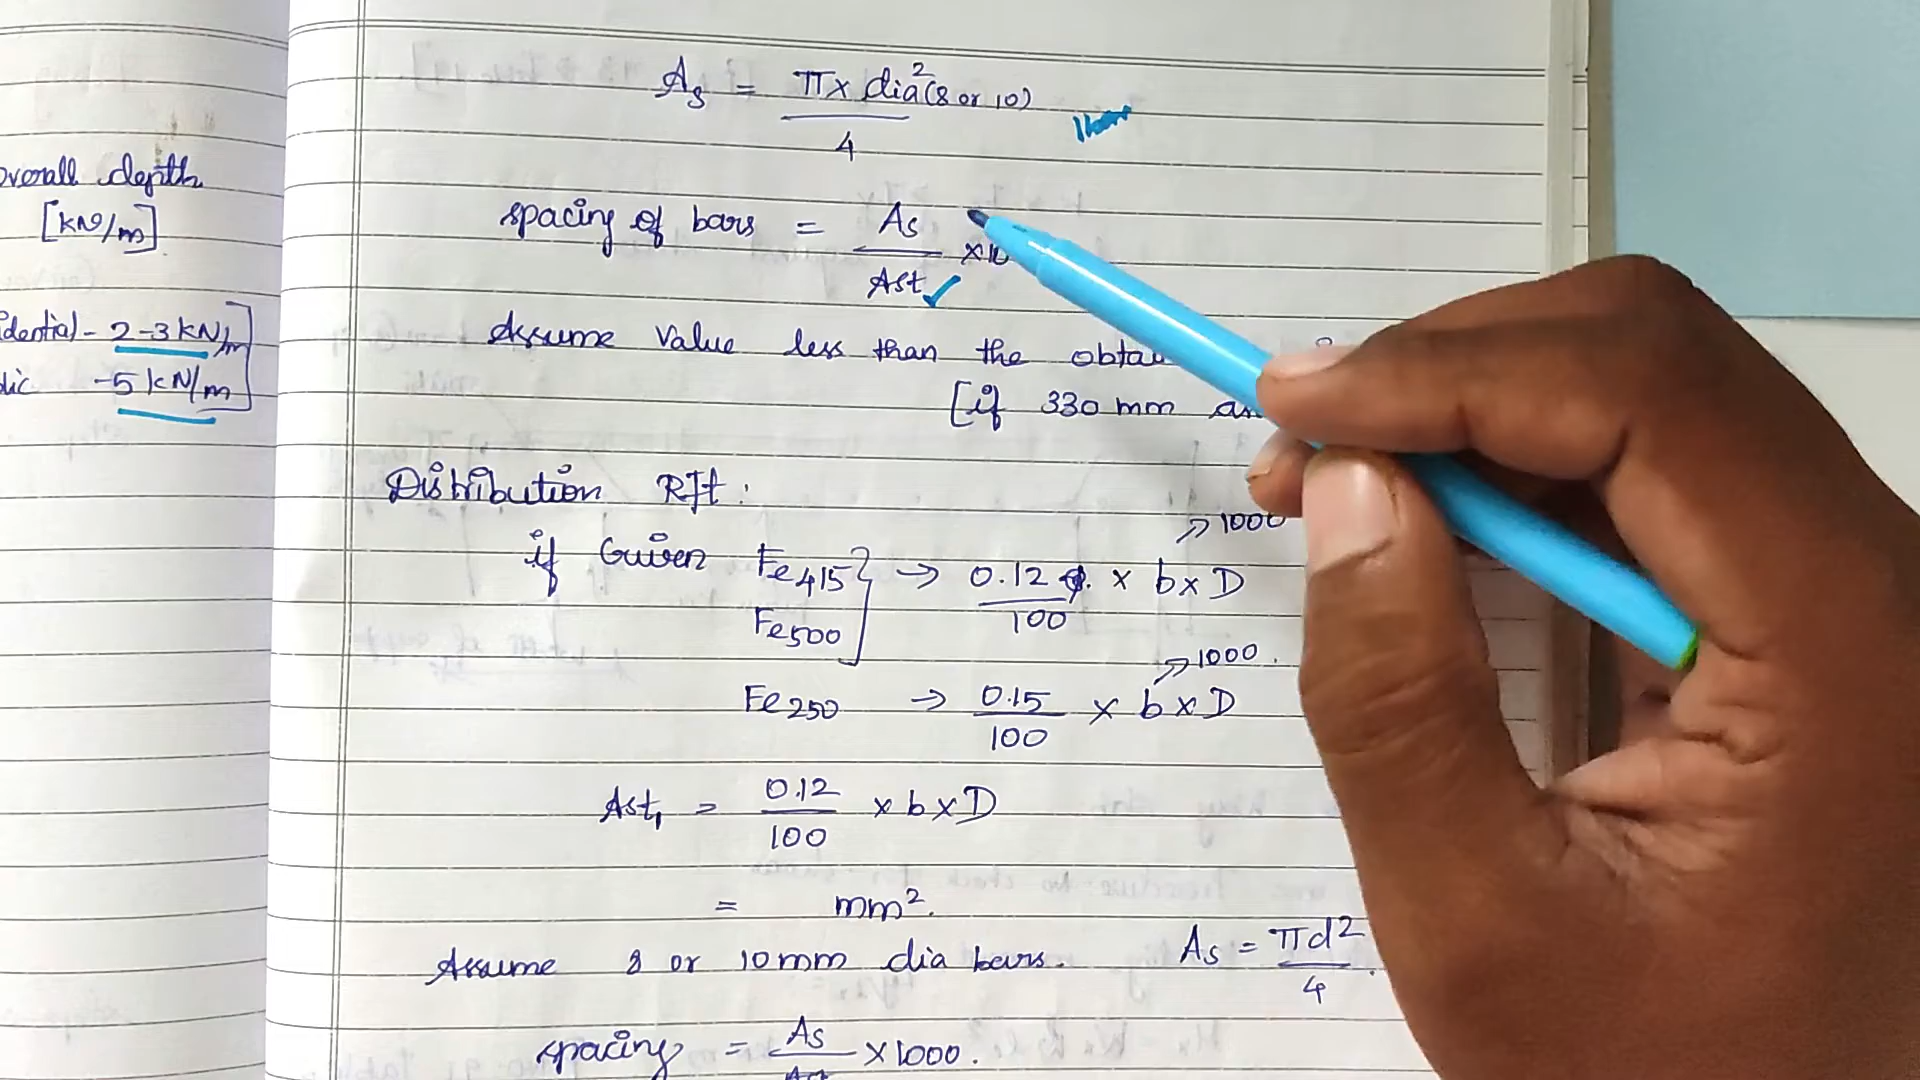 Overall depth
[kN/m]
idential - 2-3 kN/m]
lic -5 kN/m]
As = π x dia²(8 or 10)
4
spacing of bars = As
Ast ✓
x10
Assume value less than the obtai
[if 330 mm
Distribution Rft:
→ 1000
if Given Fe415} → 0.12 x b x D
100
Fe500
→ 1000.
Fe250 → 0.15 x b x D
100
Ast₁ = 0.12 x b x D
100
= mm².
Assume 8 or 10mm dia bars. As = πd²
4.
spacing = As x 1000.